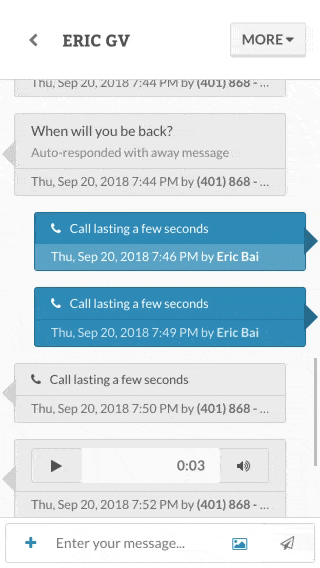 ERIC GV
MORE
Thu, Sep 20, 2018 7:44 PM by (401) 868 - ...
When will you be back?
Auto-responded with away message
Thu, Sep 20, 2018 7:44 PM by (401) 868 - ...
Call lasting a few seconds
Thu, Sep 20, 2018 7:46 PM by Eric Bai
Call lasting a few seconds
Thu, Sep 20, 2018 7:49 PM by Eric Bai
Call lasting a few seconds
Thu, Sep 20, 2018 7:50 PM by (401) 868 - ...
0:03
Thu, Sep 20, 2018 7:52 PM by (401) 868 - ...
Enter your message...